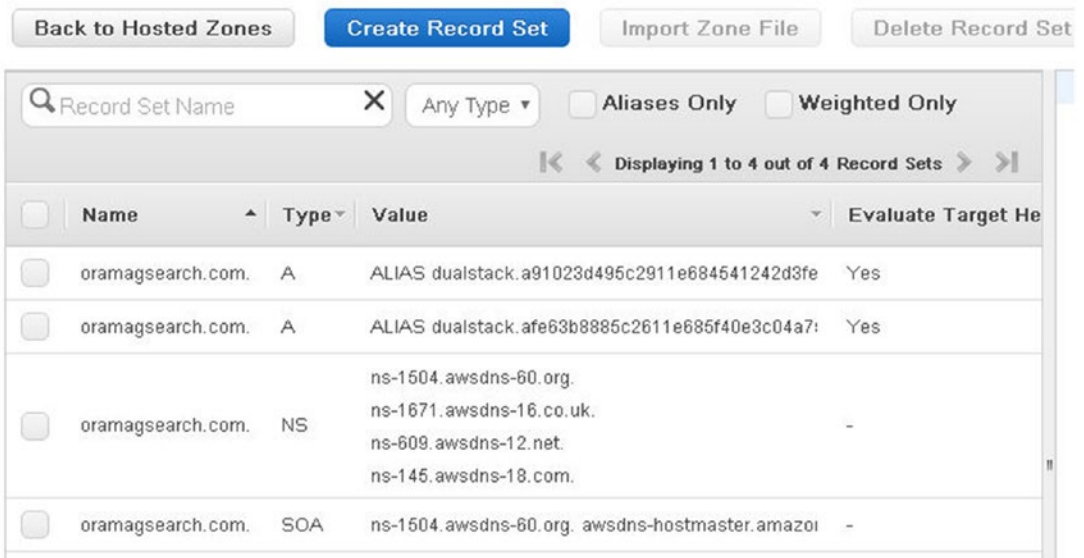 Back to Hosted Zones Create Record Set Import Zone File Delete Record Set
Record Set Name Any Type Aliases Only Weighted Only
Displaying 1 to 4 out of 4 Record Sets
Name Type Value Evaluate Target He
oramagsearch.com. A ALIAS dualstack.a91023d495c2911e684541242d3fe Yes
oramagsearch.com. A ALIAS dualstack.afe63b8885c2611e685f40e3c04a7 Yes
ns-1504.awsdns-60.org.
ns-1671.awsdns-16.co.uk.
oramagsearch.com. NS -
ns-609.awsdns-12.net.
ns-145.awsdns-18.com.
oramagsearch.com. SOA ns-1504.awsdns-60.org. awsdns-hostmaster.amazo -